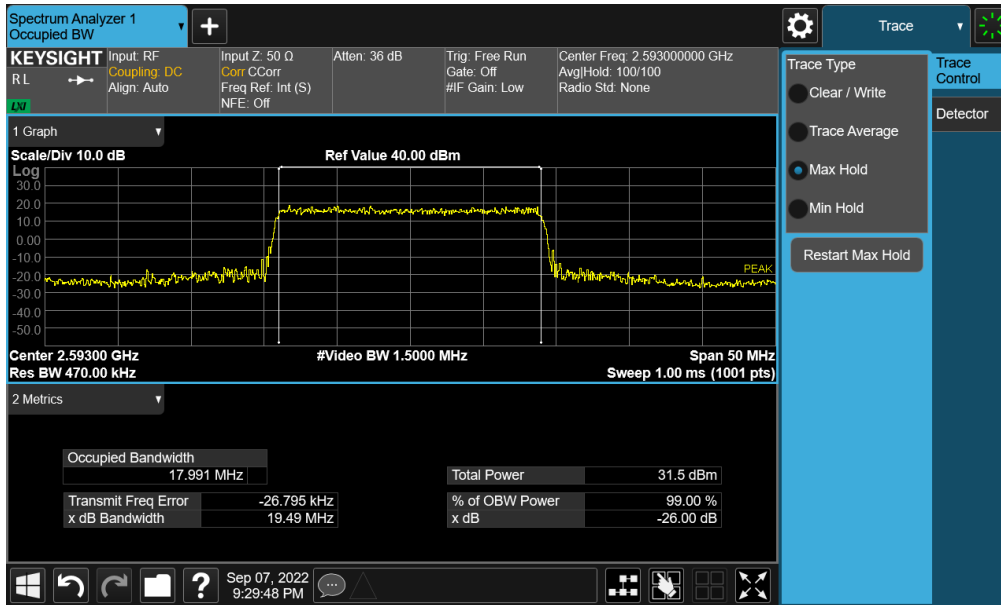 Spectrum Analyzer 1
Occupied BW
+
Trace
KEYSIGHT
R L
LXI
Input: RF
Coupling: DC
Align: Auto
Input Z: 50 Ω
Corr CCorr
Freq Ref: Int (S)
NFE: Off
Atten: 36 dB
Trig: Free Run
Gate: Off
#IF Gain: Low
Center Freq: 2.593000000 GHz
Avg|Hold: 100/100
Radio Std: None
1 Graph
Scale/Div 10.0 dB
Ref Value 40.00 dBm
Log
30.0
20.0
10.0
0.00
-10.0
-20.0
-30.0
-40.0
-50.0
PEAK
Center 2.59300 GHz
#Video BW 1.5000 MHz
Span 50 MHz
Res BW 470.00 kHz
Sweep 1.00 ms (1001 pts)
2 Metrics
Occupied Bandwidth
17.991 MHz
Transmit Freq Error -26.795 kHz
x dB Bandwidth 19.49 MHz
Total Power 31.5 dBm
% of OBW Power 99.00 %
x dB -26.00 dB
Trace Type
Clear / Write
Trace Average
Max Hold
Min Hold
Restart Max Hold
Trace
Control
Detector
?
Sep 07, 2022
9:29:48 PM